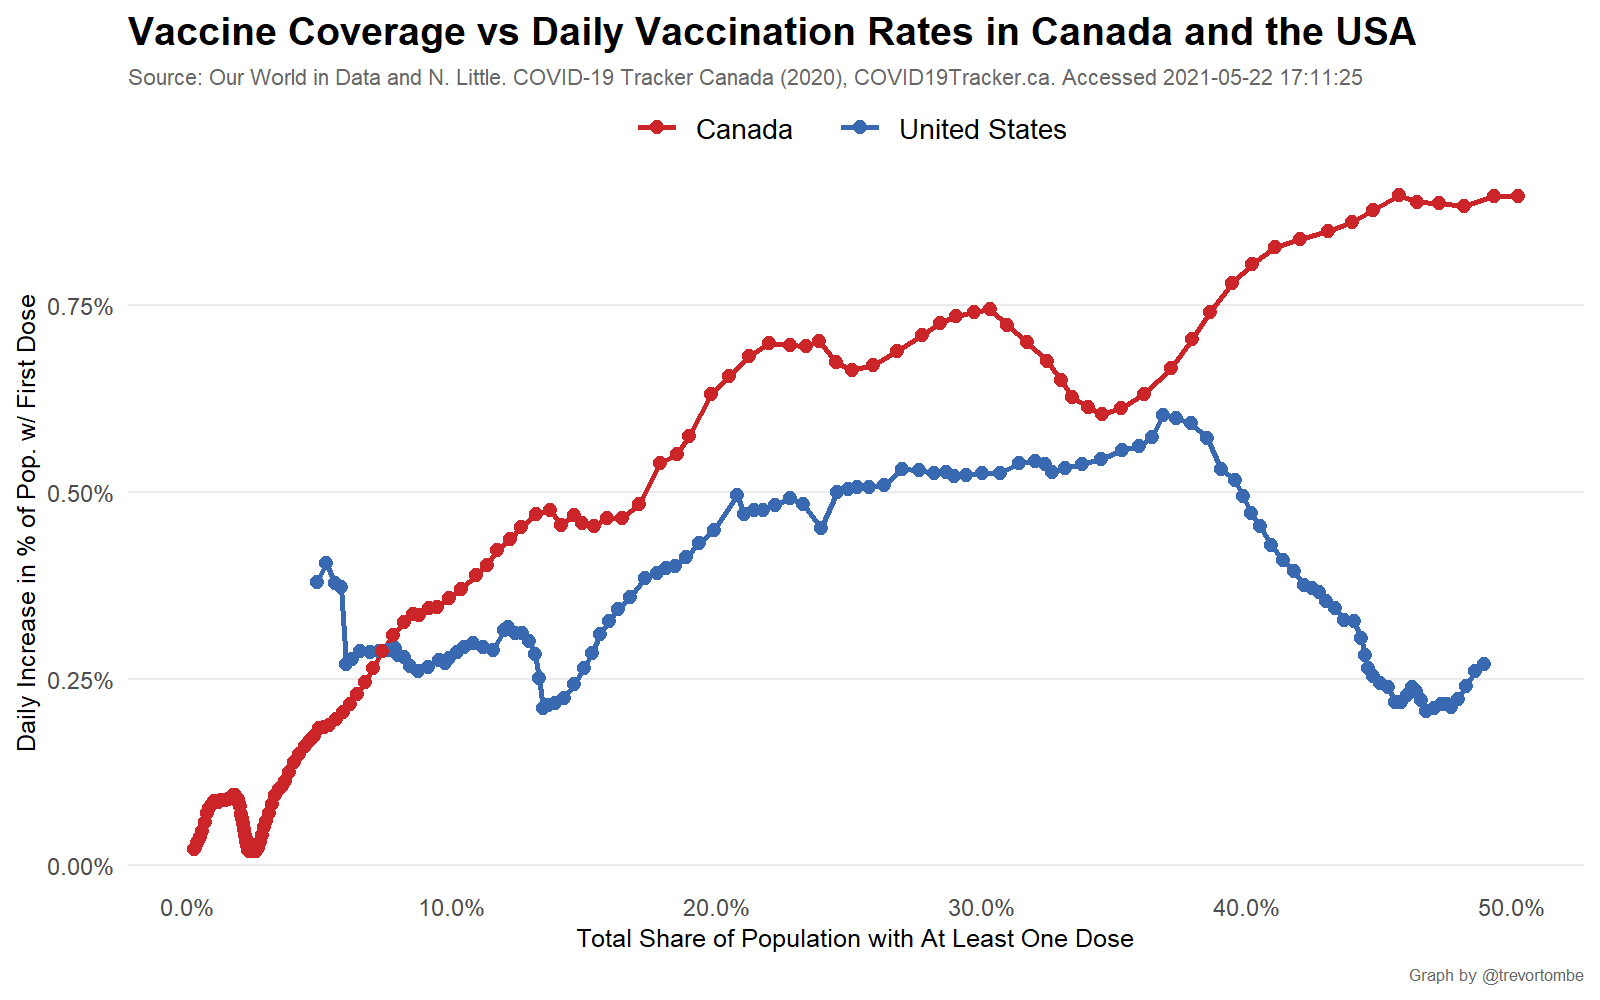 Vaccine Coverage vs Daily Vaccination Rates in Canada and the USA
Source: Our World in Data and N. Little. COVID-19 Tracker Canada (2020), COVID19Tracker.ca. Accessed 2021-05-22 17:11:25
Canada
United States
Daily Increase in % of Pop. w/ First Dose
0.75%
0.50%
0.25%
0.00%
0.0%
10.0%
20.0%
30.0%
40.0%
50.0%
Total Share of Population with At Least One Dose
Graph by @trevortombe